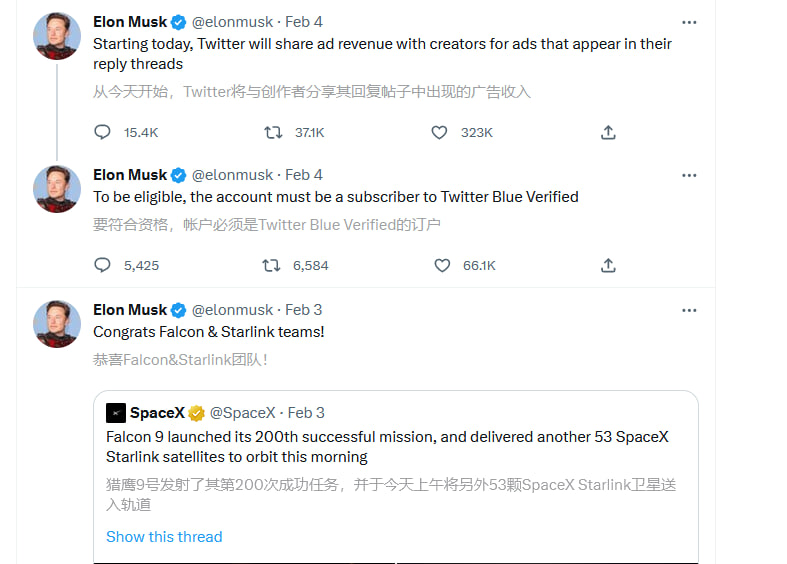 Elon Musk @elonmusk · Feb 4
Starting today, Twitter will share ad revenue with creators for ads that appear in their
reply threads
从今天开始，Twitter将与创作者分享其回复帖子中出现的广告收入
15.4K 37.1K 323K
Elon Musk @elonmusk · Feb 4
To be eligible, the account must be a subscriber to Twitter Blue Verified
要符合资格，帐户必须是Twitter Blue Verified的订户
5,425 6,584 66.1K
Elon Musk @elonmusk · Feb 3
Congrats Falcon & Starlink teams!
恭喜Falcon&Starlink团队！
SpaceX @SpaceX · Feb 3
Falcon 9 launched its 200th successful mission, and delivered another 53 SpaceX
Starlink satellites to orbit this morning
猎鹰9号发射了其第200次成功任务，并于今天上午将另外53颗SpaceX Starlink卫星送
入轨道
Show this thread